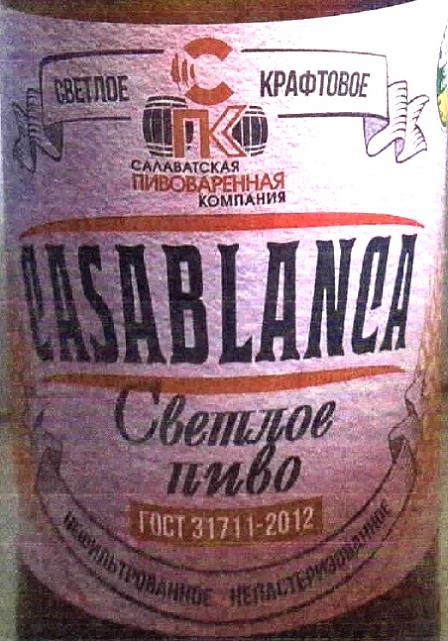 СВЕТЛОЕ КРАФТОВОЕ
СПК
САЛАВАТСКАЯ
ПИВОВАРЕННАЯ
КОМПАНИЯ
CASABLANCA
Светлое
пиво
ГОСТ 31711-2012
НЕФИЛЬТРОВАННОЕ НЕПАСТЕРИЗОВАННОЕ